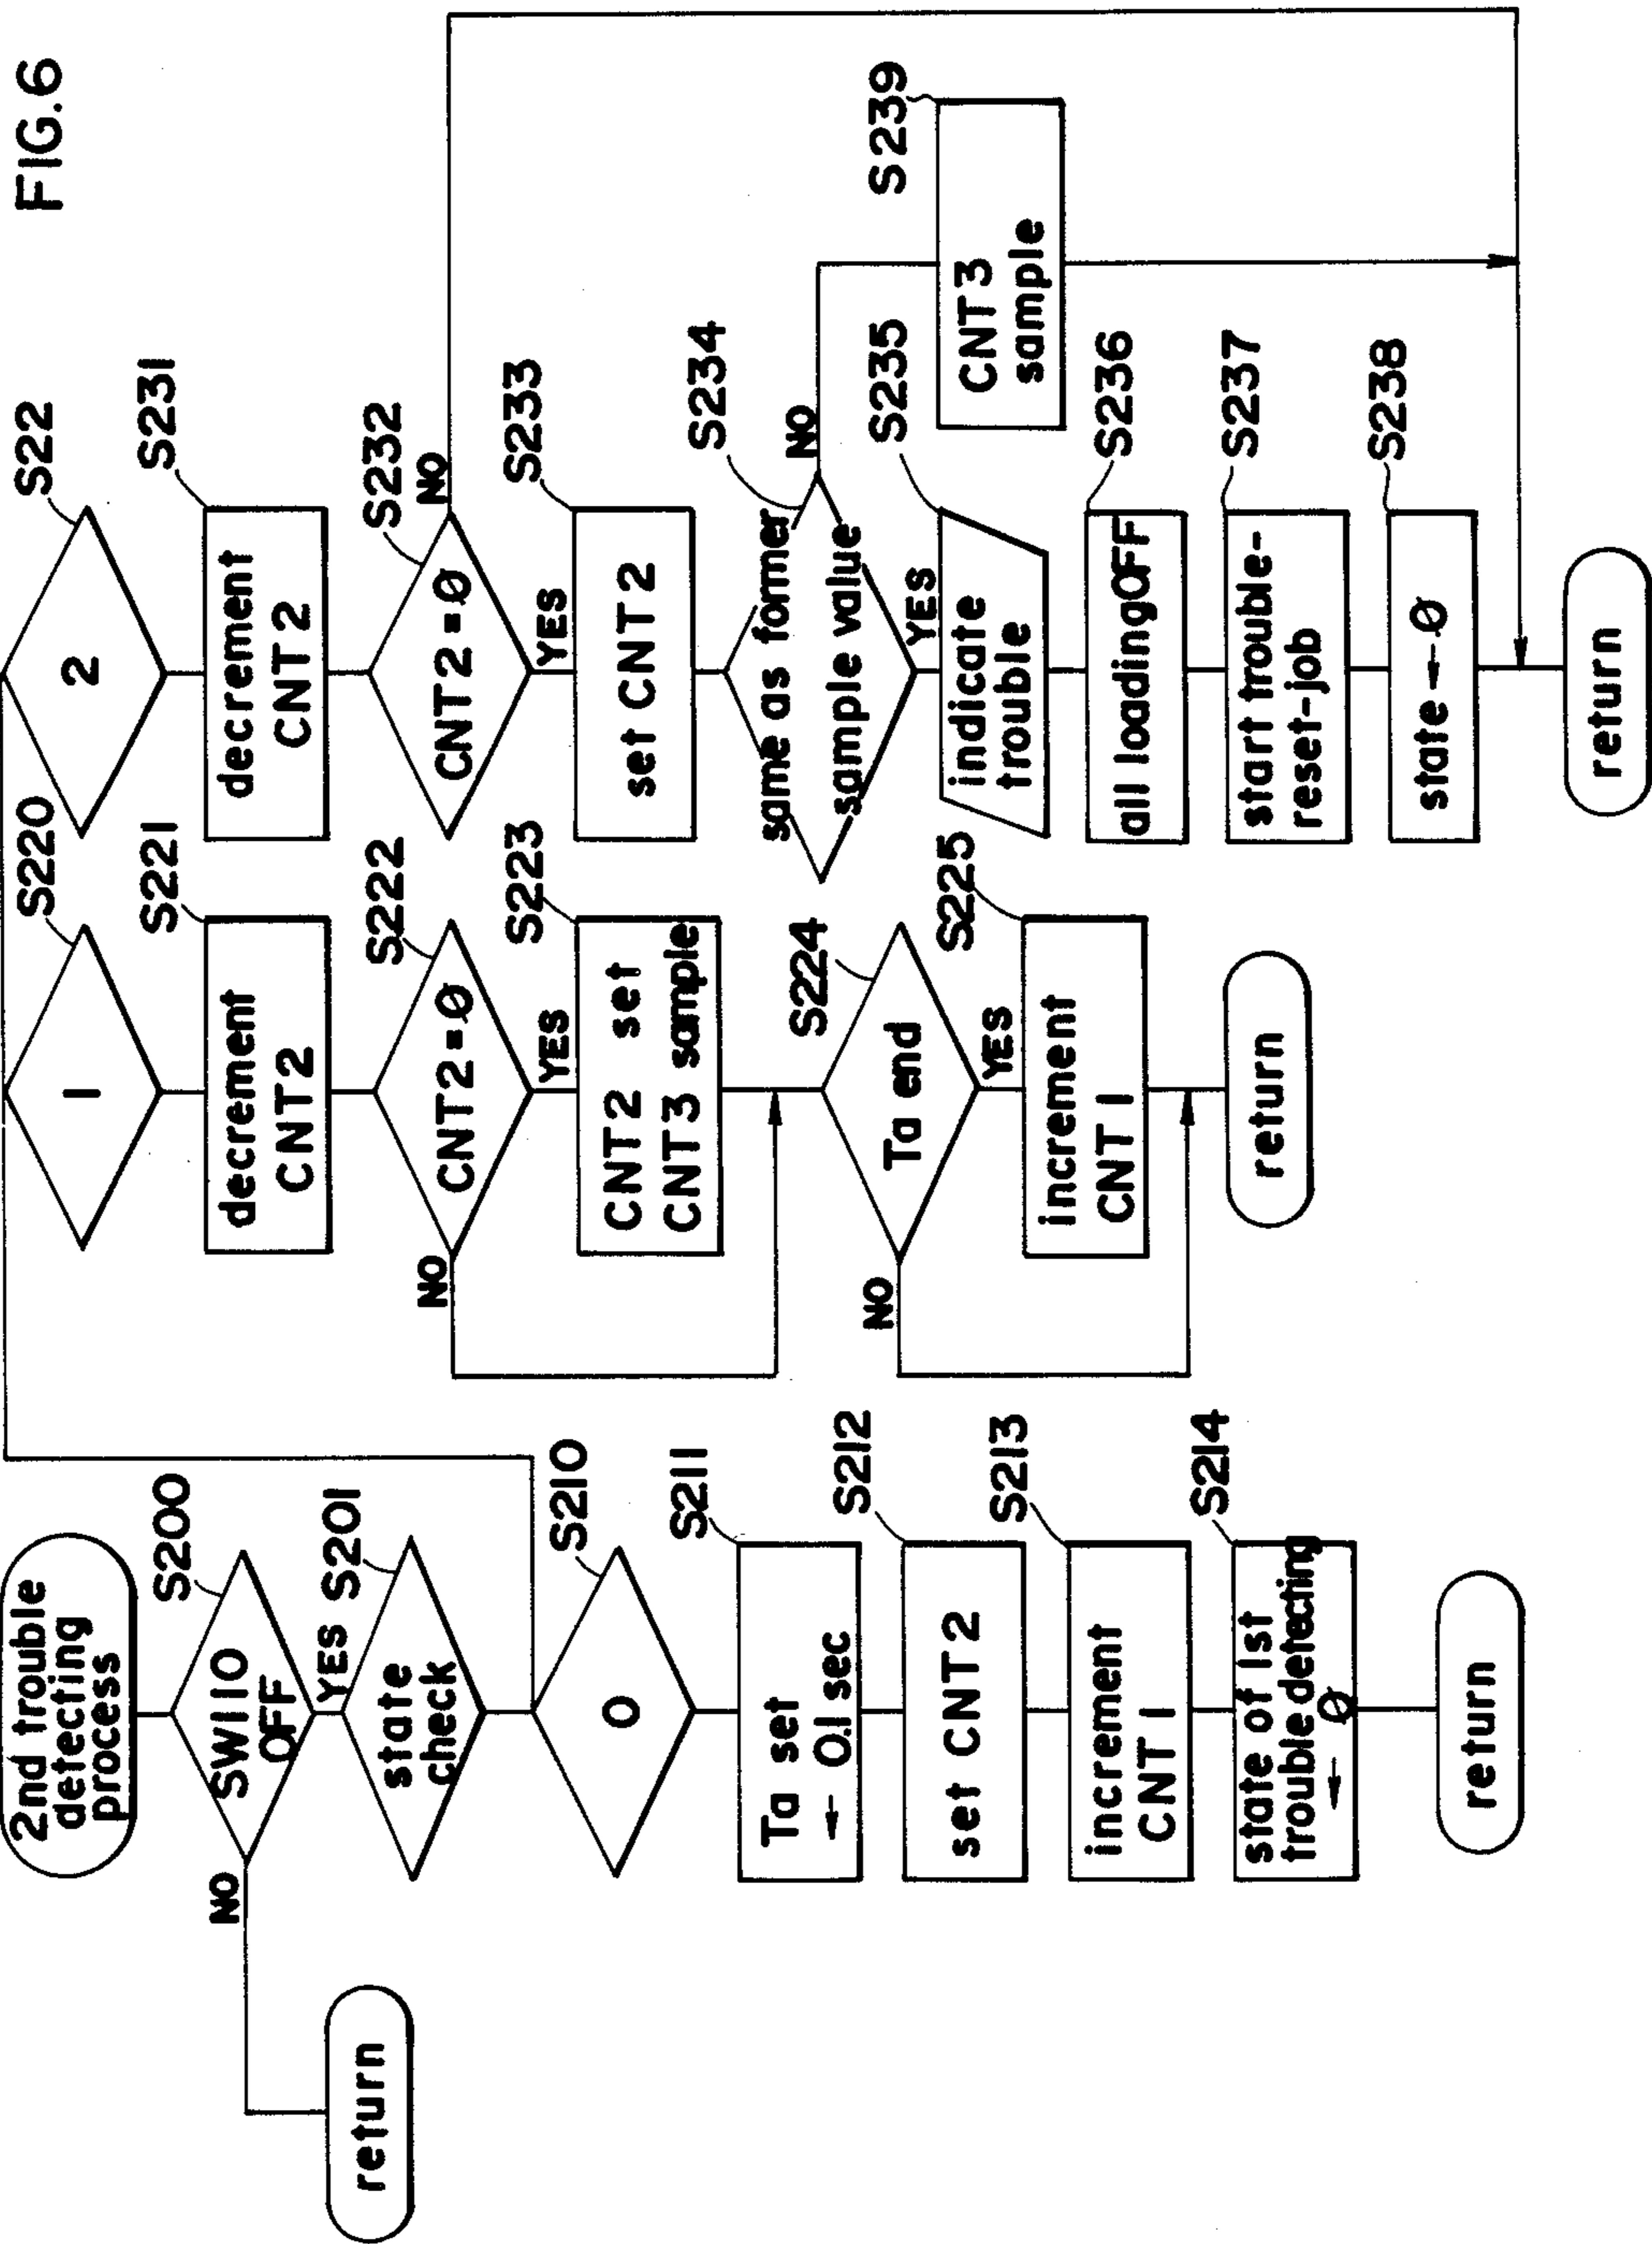 FIG.6
2nd trouble
detecting
process
S200
SW110
OFF
NO
YES
return
S201
state
check
S210
0
S211
Ta set
← 0.1 sec
S212
set CNT2
S213
increment
CNT1
S214
state of 1st
trouble detecting
← Ø
return
S220
1
S221
decrement
CNT2
S222
CNT2=Ø
NO
YES
S223
CNT2 set
CNT3 sample
S224
Ta end
NO
YES
S225
increment
CNT1
return
S22
2
S231
decrement
CNT2
S232
CNT2=Ø
NO
YES
S233
set CNT2
S234
same as former
sample value
NO
YES
S239
CNT3
sample
S235
indicate
trouble
S236
all loading OFF
S237
start trouble-
reset-job
S238
state ← Ø
return